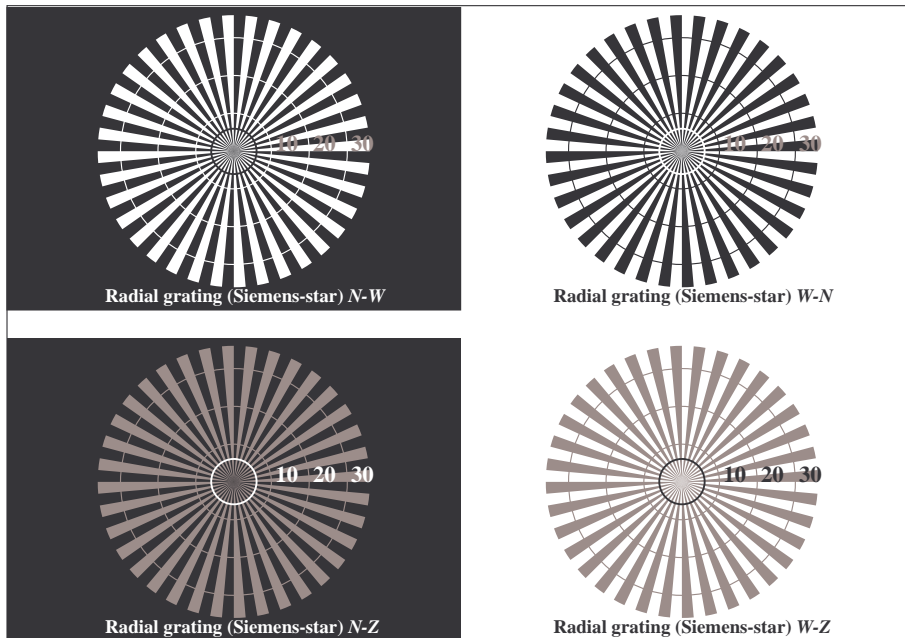 10 20 30
Radial grating (Siemens-star) N-W
10 20 30
Radial grating (Siemens-star) W-N
10 20 30
Radial grating (Siemens-star) N-Z
10 20 30
Radial grating (Siemens-star) W-Z